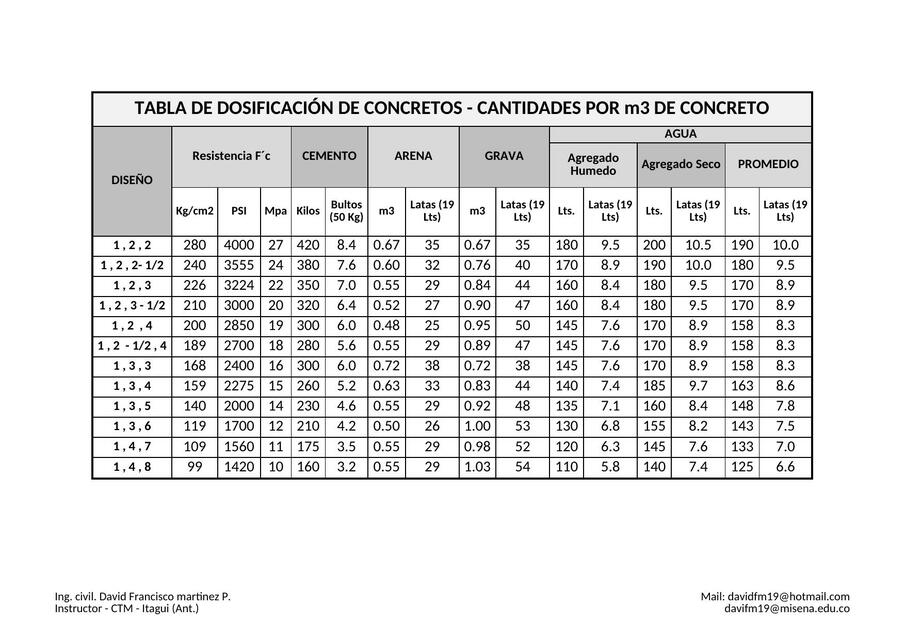 TABLA DE DOSIFICACIÓN DE CONCRETOS - CANTIDADES POR m3 DE CONCRETO
DISEÑO Resistencia F´c CEMENTO ARENA GRAVA AGUA
Agregado Humedo Agregado Seco PROMEDIO
Kg/cm2 PSI Mpa Kilos Bultos (50 Kg) m3 Latas (19 Lts) m3 Latas (19 Lts) Lts. Latas (19 Lts) Lts. Latas (19 Lts) Lts. Latas (19 Lts)
1 , 2 , 2 280 4000 27 420 8.4 0.67 35 0.67 35 180 9.5 200 10.5 190 10.0
1 , 2 , 2- 1/2 240 3555 24 380 7.6 0.60 32 0.76 40 170 8.9 190 10.0 180 9.5
1 , 2 , 3 226 3224 22 350 7.0 0.55 29 0.84 44 160 8.4 180 9.5 170 8.9
1 , 2 , 3 - 1/2 210 3000 20 320 6.4 0.52 27 0.90 47 160 8.4 180 9.5 170 8.9
1 , 2 , 4 200 2850 19 300 6.0 0.48 25 0.95 50 145 7.6 170 8.9 158 8.3
1 , 2 - 1/2 , 4 189 2700 18 280 5.6 0.55 29 0.89 47 145 7.6 170 8.9 158 8.3
1 , 3 , 3 168 2400 16 300 6.0 0.72 38 0.72 38 145 7.6 170 8.9 158 8.3
1 , 3 , 4 159 2275 15 260 5.2 0.63 33 0.83 44 140 7.4 185 9.7 163 8.6
1 , 3 , 5 140 2000 14 230 4.6 0.55 29 0.92 48 135 7.1 160 8.4 148 7.8
1 , 3 , 6 119 1700 12 210 4.2 0.50 26 1.00 53 130 6.8 155 8.2 143 7.5
1 , 4 , 7 109 1560 11 175 3.5 0.55 29 0.98 52 120 6.3 145 7.6 133 7.0
1 , 4 , 8 99 1420 10 160 3.2 0.55 29 1.03 54 110 5.8 140 7.4 125 6.6
Ing. civil. David Francisco martinez P.
Instructor - CTM - Itagui (Ant.)
Mail: davidfm19@hotmail.com
davifm19@misena.edu.co